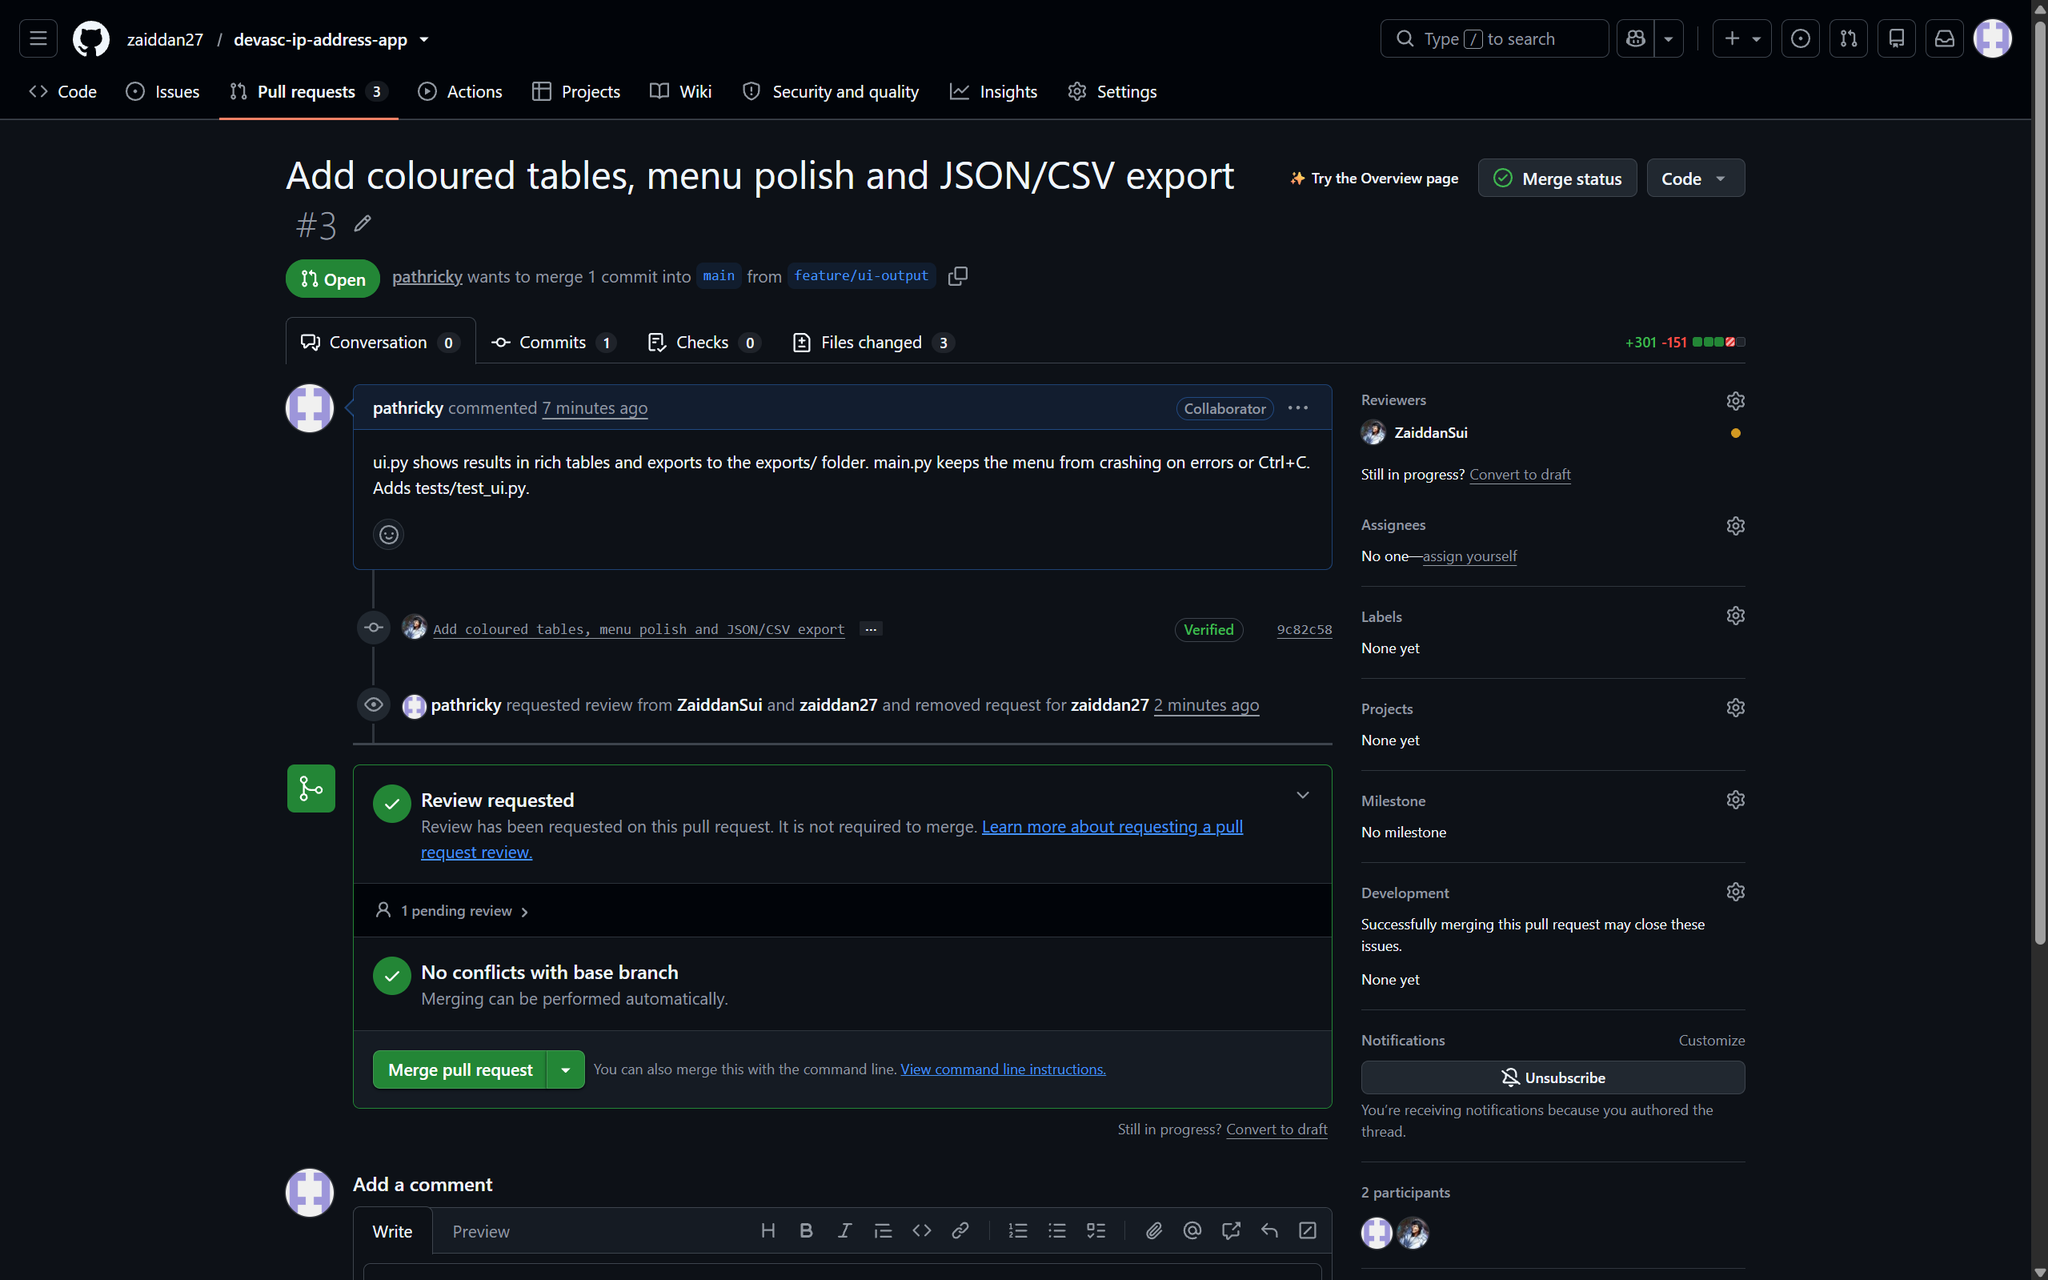 zaiddan27 / devasc-ip-address-app
Type / to search
Code
Issues
Pull requests 3
Actions
Projects
Wiki
Security and quality
Insights
Settings
Add coloured tables, menu polish and JSON/CSV export
#3
Try the Overview page
Merge status
Code
Open
pathricky wants to merge 1 commit into main from feature/ui-output
Conversation 0
Commits 1
Checks 0
Files changed 3
+301 -151
pathricky commented 7 minutes ago
Collaborator
ui.py shows results in rich tables and exports to the exports/ folder. main.py keeps the menu from crashing on errors or Ctrl+C.
Adds tests/test_ui.py.
Add coloured tables, menu polish and JSON/CSV export
Verified
9c82c58
pathricky requested review from ZaiddanSui and zaiddan27 and removed request for zaiddan27 2 minutes ago
Review requested
Review has been requested on this pull request. It is not required to merge. Learn more about requesting a pull
request review.
1 pending review
No conflicts with base branch
Merging can be performed automatically.
Merge pull request
You can also merge this with the command line. View command line instructions.
Still in progress? Convert to draft
Add a comment
Write
Preview
Reviewers
ZaiddanSui
Still in progress? Convert to draft
Assignees
No one—assign yourself
Labels
None yet
Projects
None yet
Milestone
No milestone
Development
Successfully merging this pull request may close these
issues.
None yet
Notifications
Customize
Unsubscribe
You're receiving notifications because you authored the
thread.
2 participants